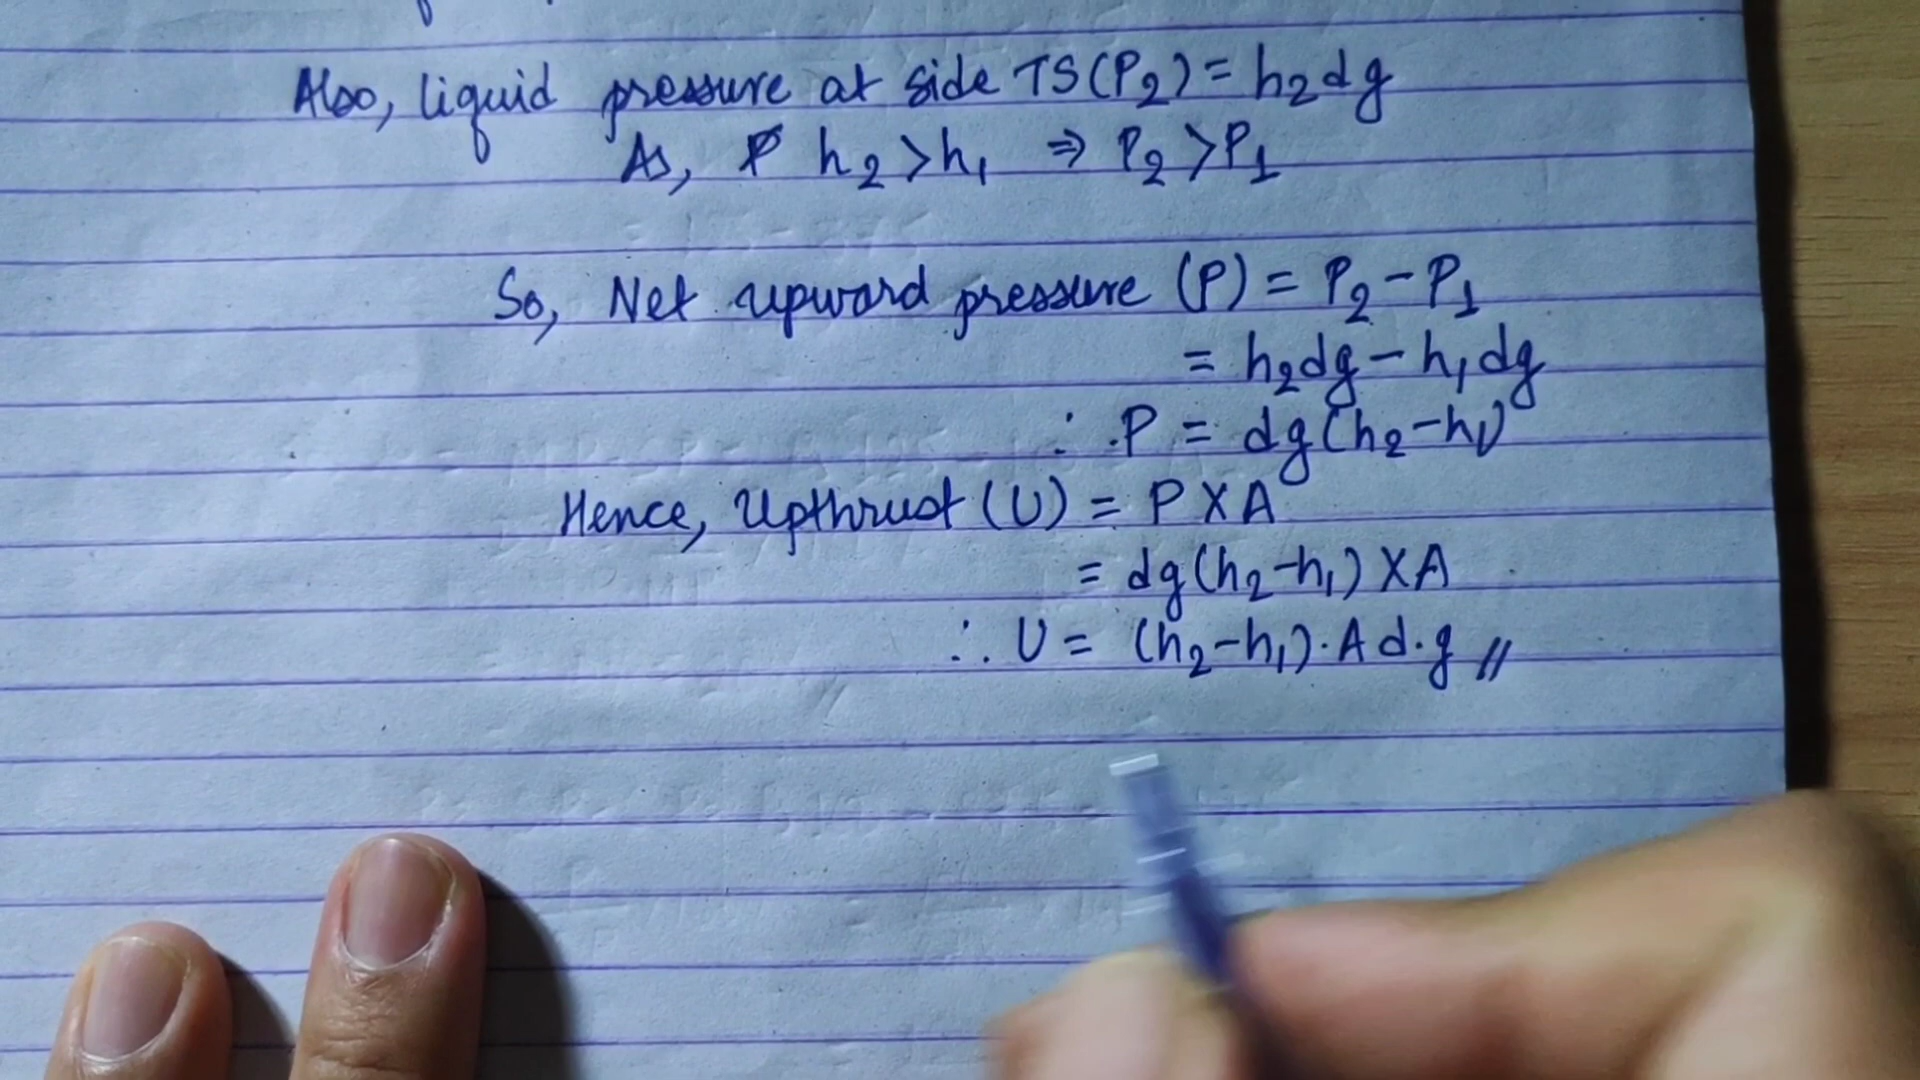 Also, liquid pressure at side TS(P₂) = h₂dg
As, h₂ > h₁ ⇒ P₂ > P₁
So, Net upward pressure (P) = P₂ - P₁
= h₂dg - h₁dg
∴ P = dg(h₂-h₁)
Hence, Upthrust (U) = P X A
= dg(h₂-h₁) X A
∴ U = (h₂-h₁)·A d·g //